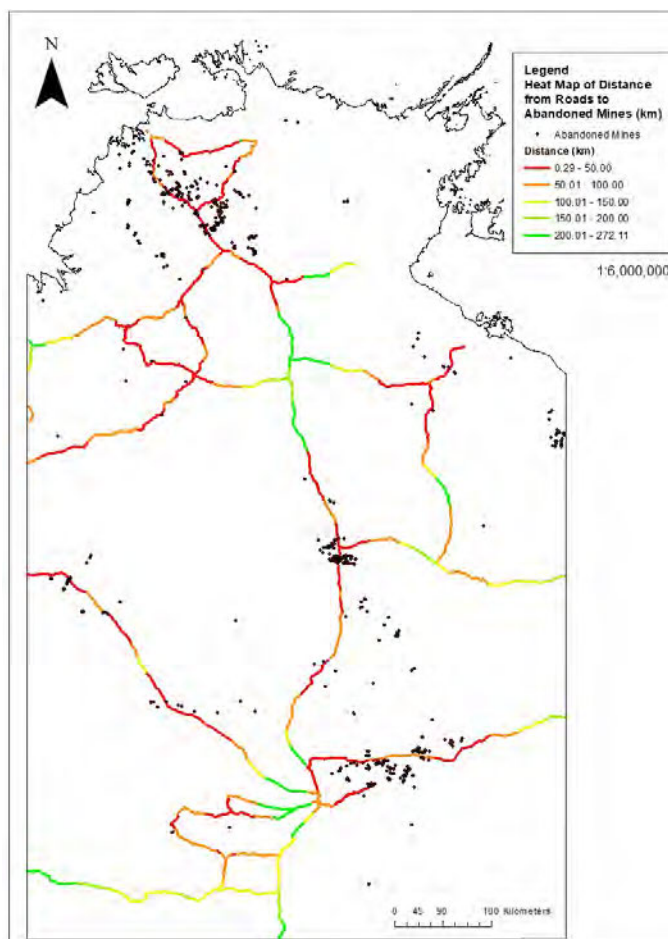 N
Legend
Heat Map of Distance
from Roads to
Abandoned Mines (km)
Abandoned Mines
Distance (km)
0.29 - 50.00
50.01 - 100.00
100.01 - 150.00
150.01 - 200.00
200.01 - 272.11
1:6,000,000
0 45 90 180 Kilometers